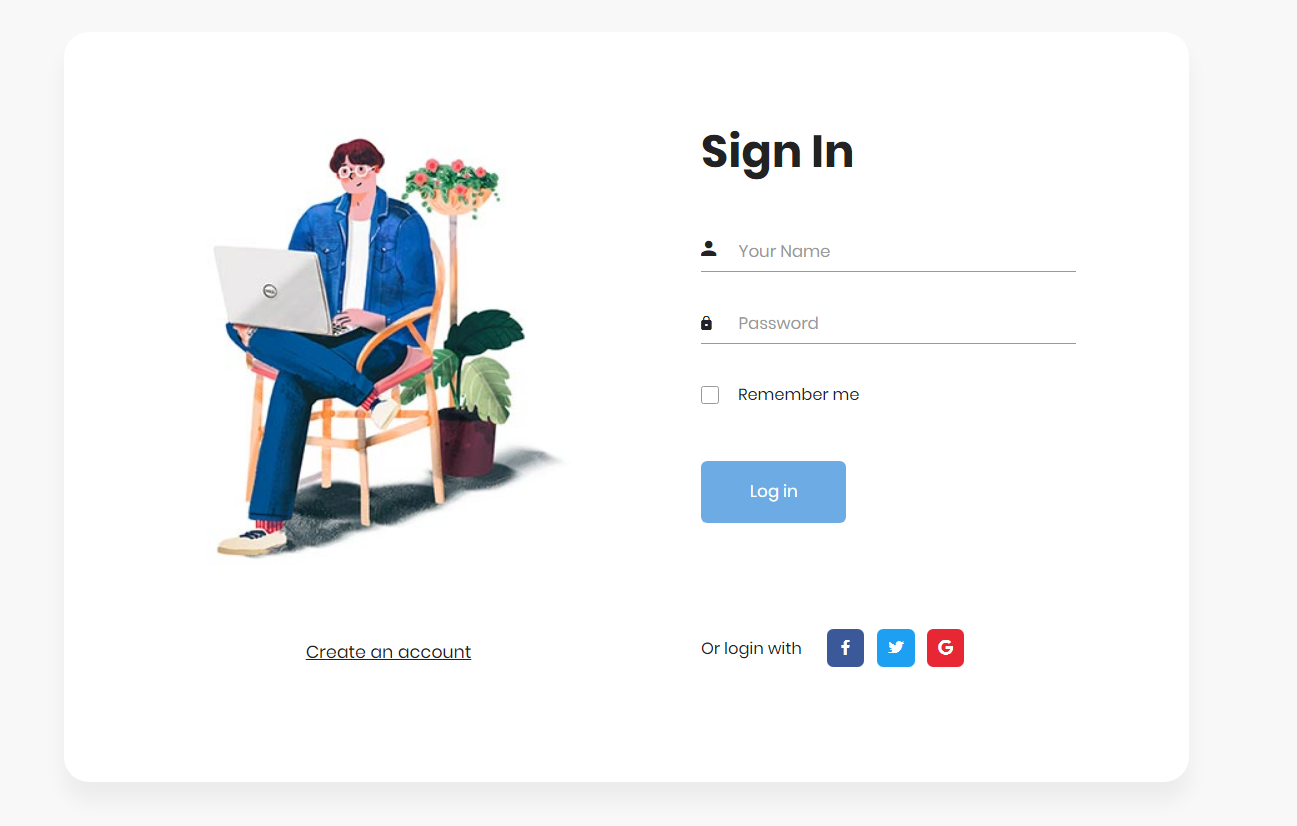 Sign In
Your Name
Password
Remember me
Log in
Create an account
Or login with